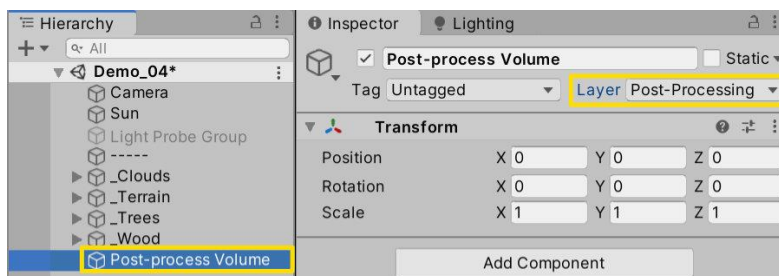 Hierarchy
All
Demo_04*
Camera
Sun
Light Probe Group
-----
_Clouds
_Terrain
_Trees
_Wood
Post-process Volume
Inspector Lighting
Post-process Volume Static
Tag Untagged Layer Post-Processing
Transform
Position X 0 Y 0 Z 0
Rotation X 0 Y 0 Z 0
Scale X 1 Y 1 Z 1
Add Component